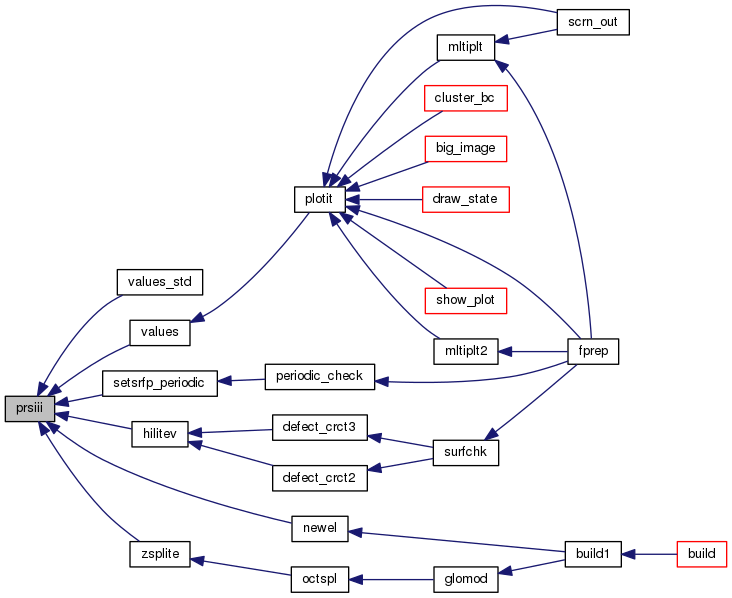 scrn_out
mltiplt
cluster_bc
big_image
plotit
draw_state
values_std
show_plot
values
mltiplt2
fprep
setsrfp_periodic
periodic_check
prsiii
hilitev
defect_crct3
surfchk
defect_crct2
newel
zsplite
build1
build
octspl
glomod